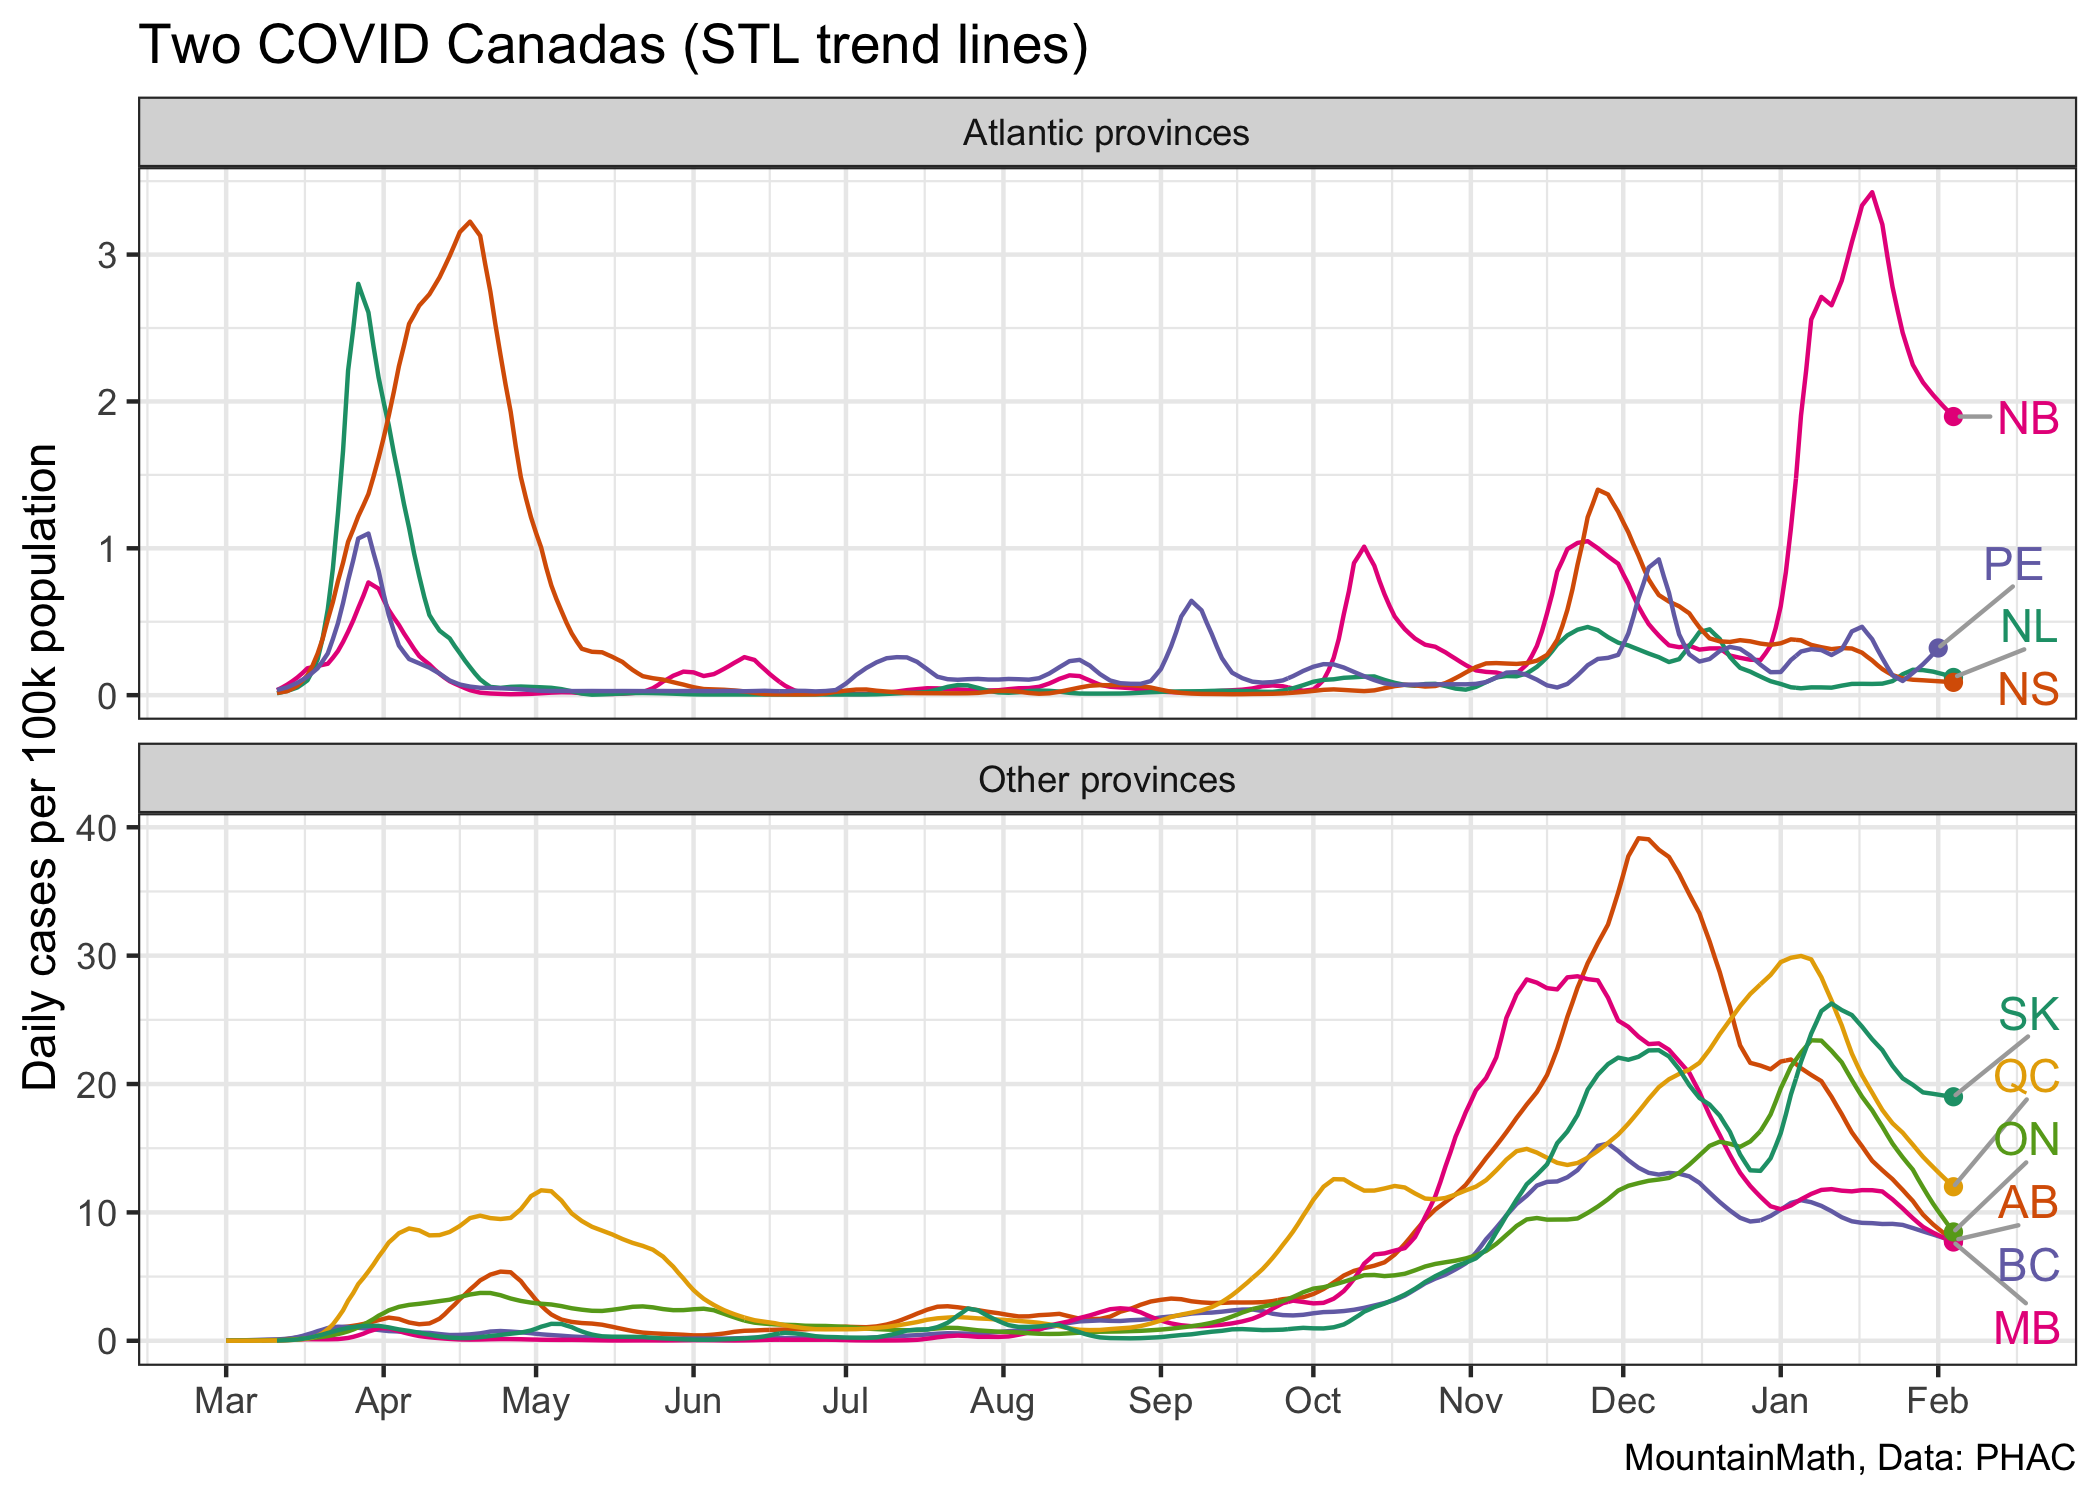 Two COVID Canadas (STL trend lines)
Daily cases per 100k population
Atlantic provinces
3
2
1
0
NB
PE
NL
NS
Other provinces
40
30
20
10
0
SK
QC
ON
AB
BC
MB
Mar Apr May Jun Jul Aug Sep Oct Nov Dec Jan Feb
MountainMath, Data: PHAC